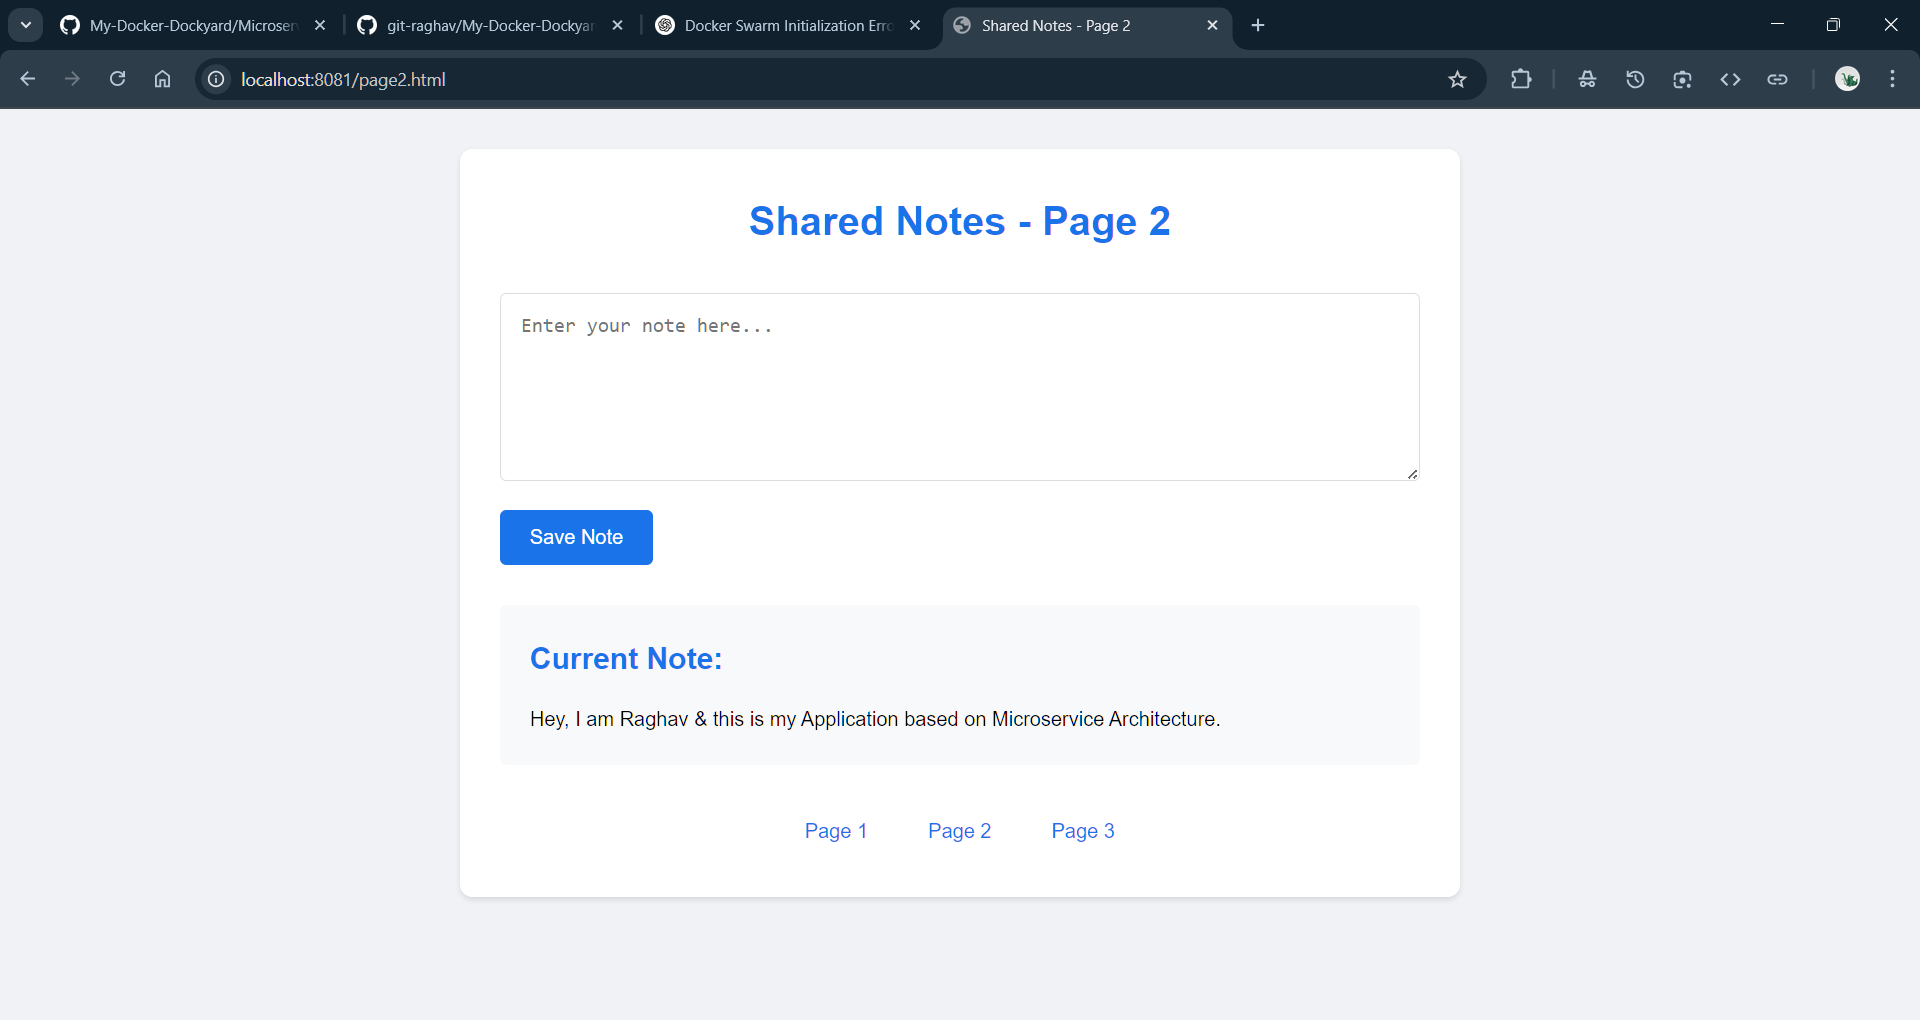 My-Docker-Dockyard/Microser
git-raghav/My-Docker-Dockyar
Docker Swarm Initialization Erro
Shared Notes - Page 2
localhost:8081/page2.html
Shared Notes - Page 2
Enter your note here...
Save Note
Current Note:
Hey, I am Raghav & this is my Application based on Microservice Architecture.
Page 1 Page 2 Page 3